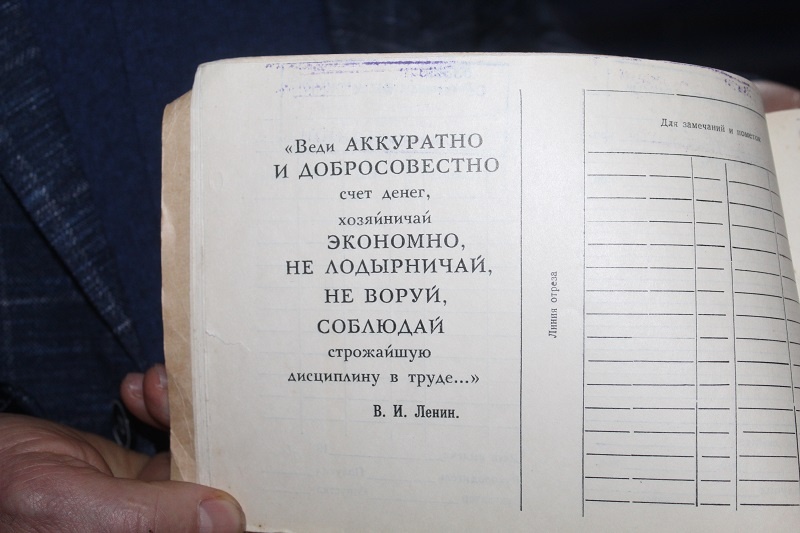 «Веди АККУРАТНО
И ДОБРОСОВЕСТНО
счет денег,
хозяйничай
ЭКОНОМНО,
НЕ ЛОДЫРНИЧАЙ,
НЕ ВОРУЙ,
СОБЛЮДАЙ
строжайшую
дисциплину в труде...»
В. И. Ленин.
Линия отреза
Для замечаний и